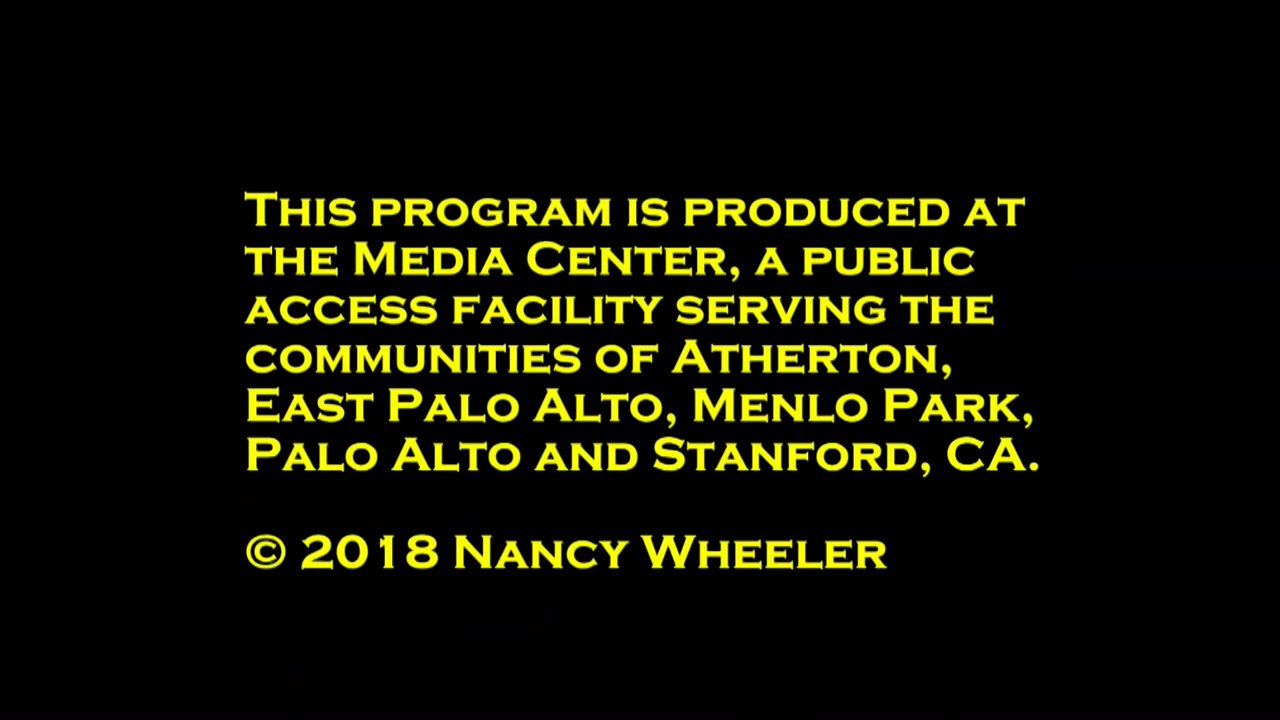 This program is produced at
the Media Center, a public
access facility serving the
communities of Atherton,
East Palo Alto, Menlo Park,
Palo Alto and Stanford, CA.
© 2018 Nancy Wheeler